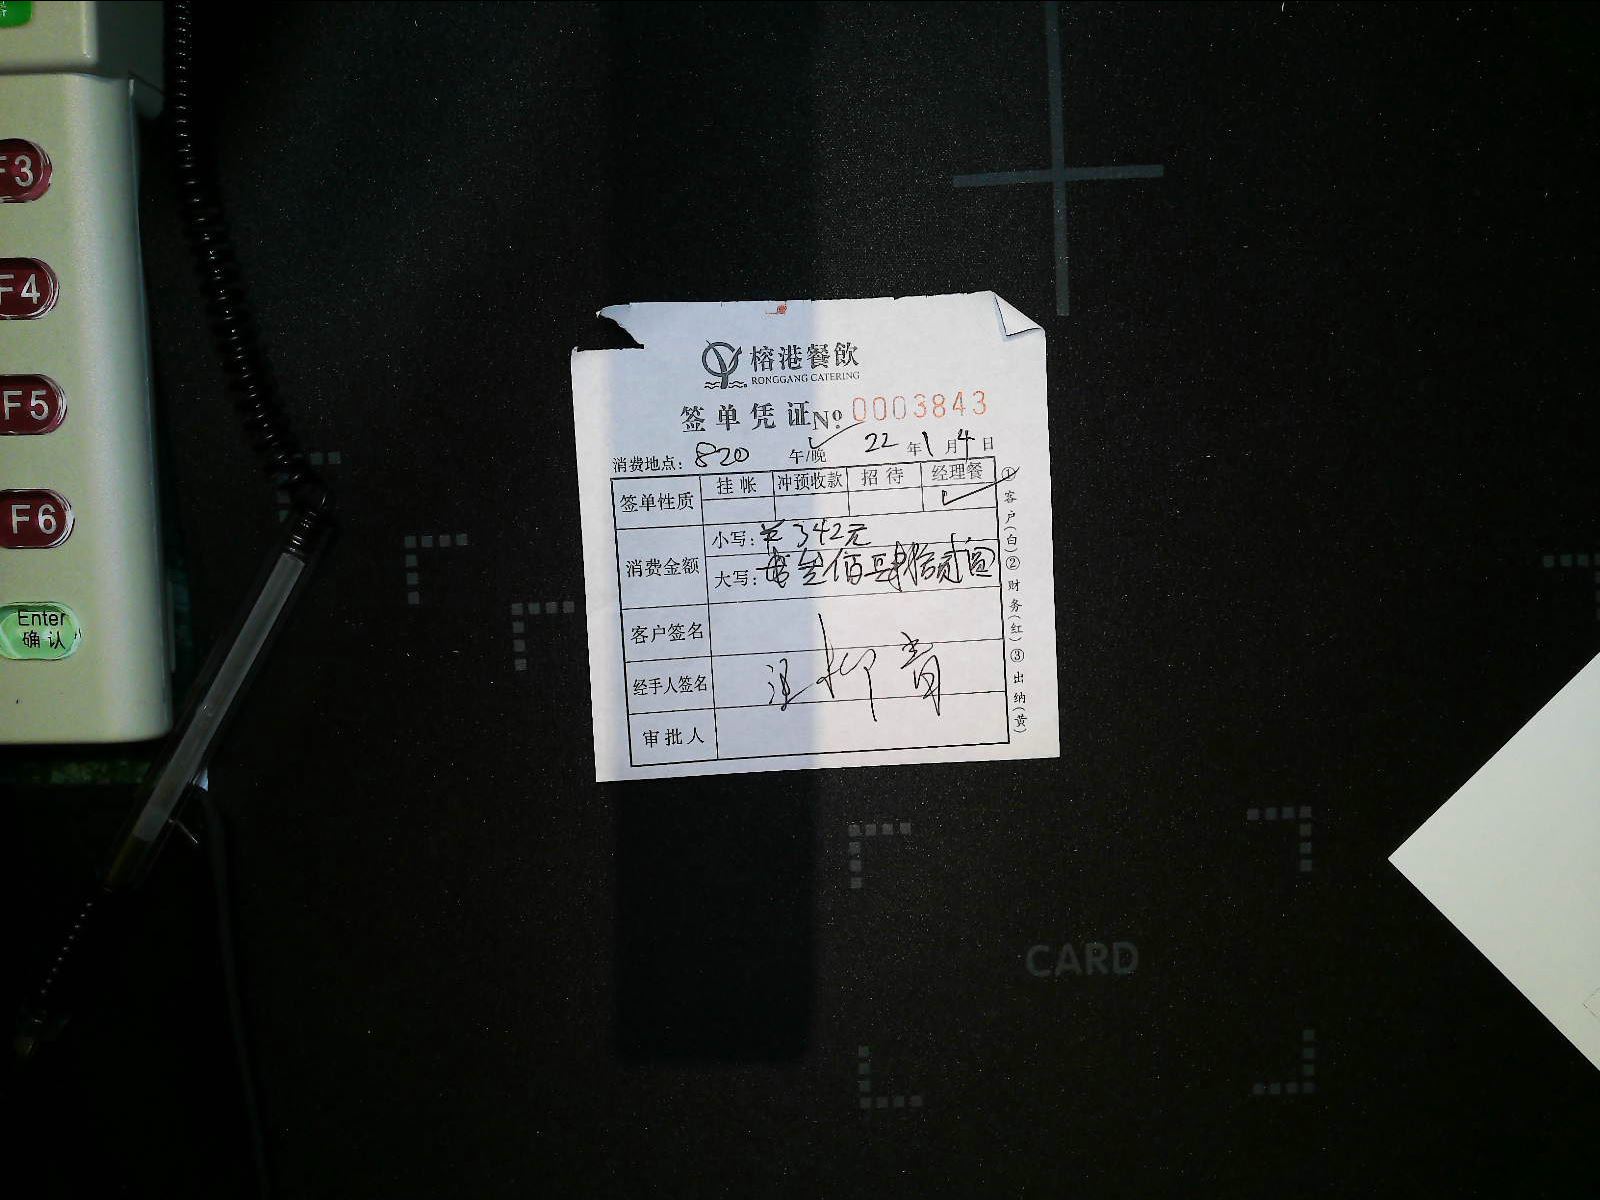 F3
F4
F5
F6
Enter
确认
榕港餐飲
RONGGANG CATERING
签单凭证 № 0003843
消费地点: 820 午/晚 22 年 1 月 4 日
签单性质 挂帐 冲预收款 招待 经理餐
消费金额
小写: ¥342元
大写: 叁佰肆拾贰圆
客户签名
经手人签名 汪柳青
审批人
①客户(白)②财务(红)③出纳(黄)
CARD